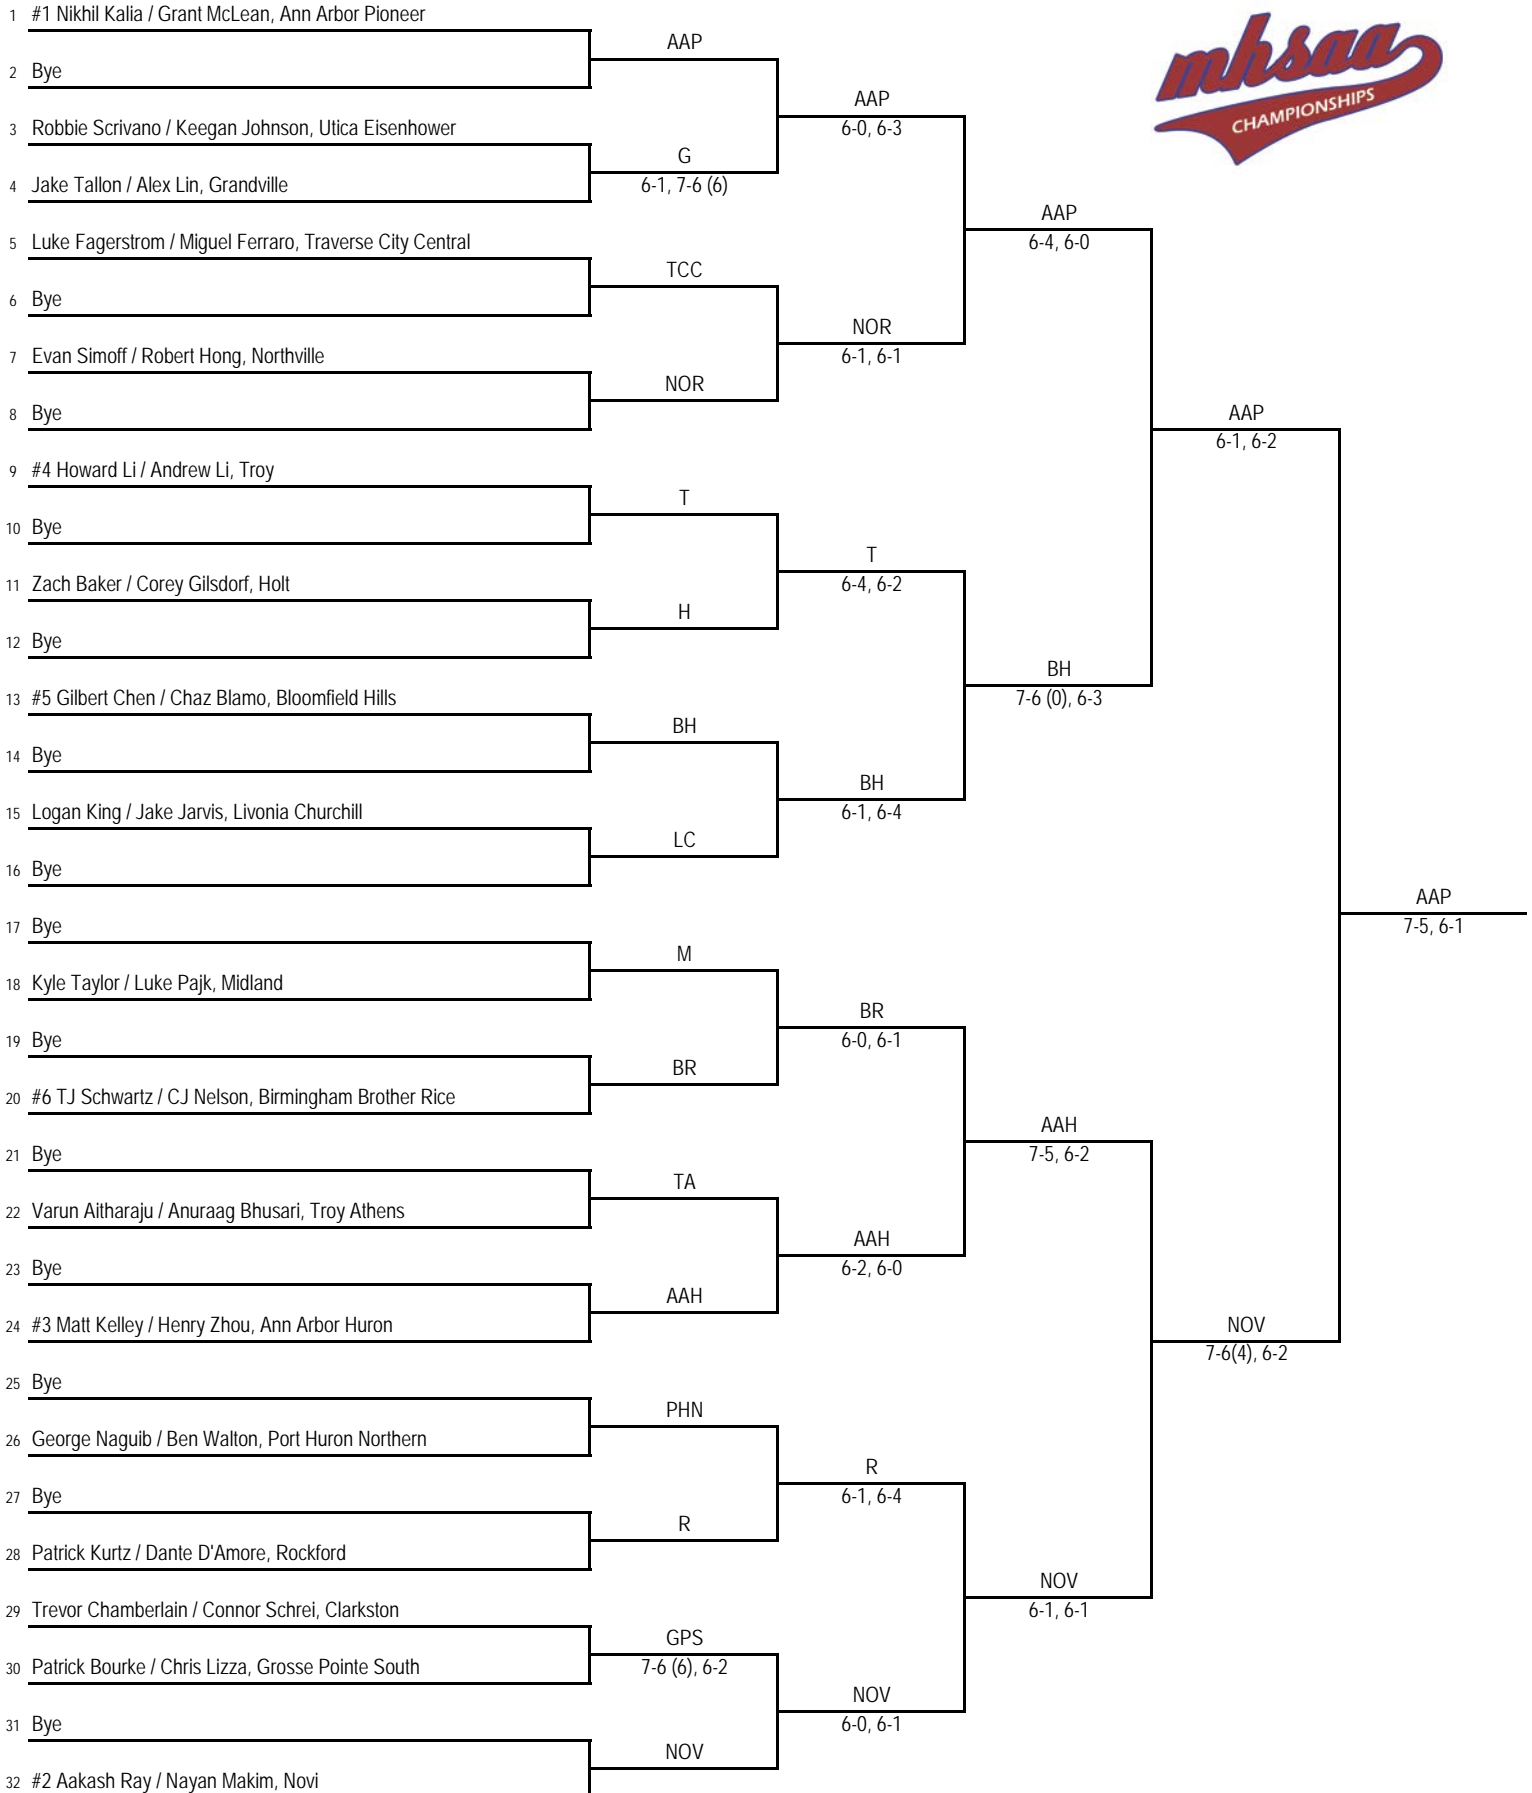 1 #1 Nikhil Kalia / Grant McLean, Ann Arbor Pioneer
AAP
2 Bye
mhsaa
CHAMPIONSHIPS
AAP
6-0, 6-3
3 Robbie Scrivano / Keegan Johnson, Utica Eisenhower
G
6-1, 7-6 (6)
4 Jake Tallon / Alex Lin, Grandville
AAP
6-4, 6-0
5 Luke Fagerstrom / Miguel Ferraro, Traverse City Central
TCC
6 Bye
NOR
6-1, 6-1
7 Evan Simoff / Robert Hong, Northville
NOR
8 Bye
AAP
6-1, 6-2
9 #4 Howard Li / Andrew Li, Troy
T
10 Bye
T
6-4, 6-2
11 Zach Baker / Corey Gilsdorf, Holt
H
12 Bye
BH
7-6 (0), 6-3
13 #5 Gilbert Chen / Chaz Blamo, Bloomfield Hills
BH
14 Bye
BH
6-1, 6-4
15 Logan King / Jake Jarvis, Livonia Churchill
LC
16 Bye
AAP
7-5, 6-1
17 Bye
M
18 Kyle Taylor / Luke Pajk, Midland
BR
6-0, 6-1
19 Bye
BR
20 #6 TJ Schwartz / CJ Nelson, Birmingham Brother Rice
AAH
7-5, 6-2
21 Bye
TA
22 Varun Aitharaju / Anuraag Bhusari, Troy Athens
AAH
6-2, 6-0
23 Bye
AAH
24 #3 Matt Kelley / Henry Zhou, Ann Arbor Huron
NOV
7-6(4), 6-2
25 Bye
PHN
26 George Naguib / Ben Walton, Port Huron Northern
R
6-1, 6-4
27 Bye
R
28 Patrick Kurtz / Dante D'Amore, Rockford
NOV
6-1, 6-1
29 Trevor Chamberlain / Connor Schrei, Clarkston
GPS
7-6 (6), 6-2
30 Patrick Bourke / Chris Lizza, Grosse Pointe South
NOV
6-0, 6-1
31 Bye
NOV
32 #2 Aakash Ray / Nayan Makim, Novi